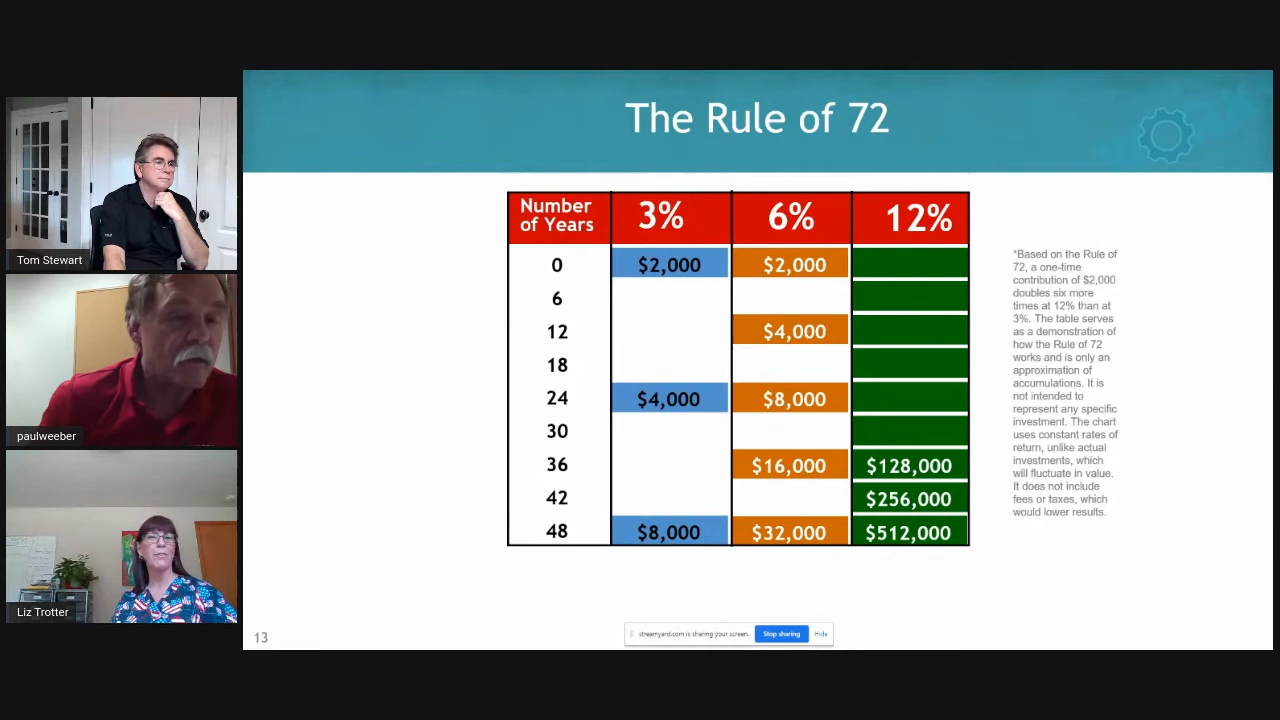 The Rule of 72
Tom Stewart
paulweeber
Liz Trotter
Number
of Years
3%
6%
12%
0
$2,000
$2,000
6
12
$4,000
18
24
$4,000
$8,000
30
36
$16,000
$128,000
42
$256,000
48
$8,000
$32,000
$512,000
*Based on the Rule of
72, a one-time
contribution of $2,000
doubles six more
times at 12% than at
3%. The table serves
as a demonstration of
how the Rule of 72
works and is only an
approximation of
accumulations. It is
not intended to
represent any specific
investment. The chart
uses constant rates of
return, unlike actual
investments, which
will fluctuate in value.
It does not include
fees or taxes, which
would lower results.
13
streamyard.com is sharing your screen.
Stop sharing
Hide